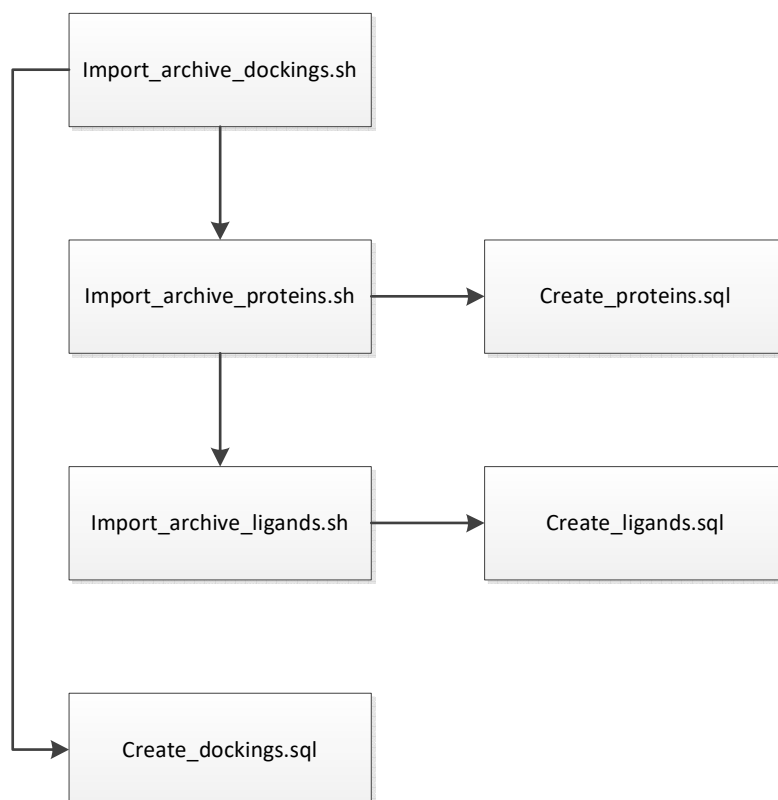 Import_archive_dockings.sh
Import_archive_proteins.sh
Create_proteins.sql
Import_archive_ligands.sh
Create_ligands.sql
Create_dockings.sql